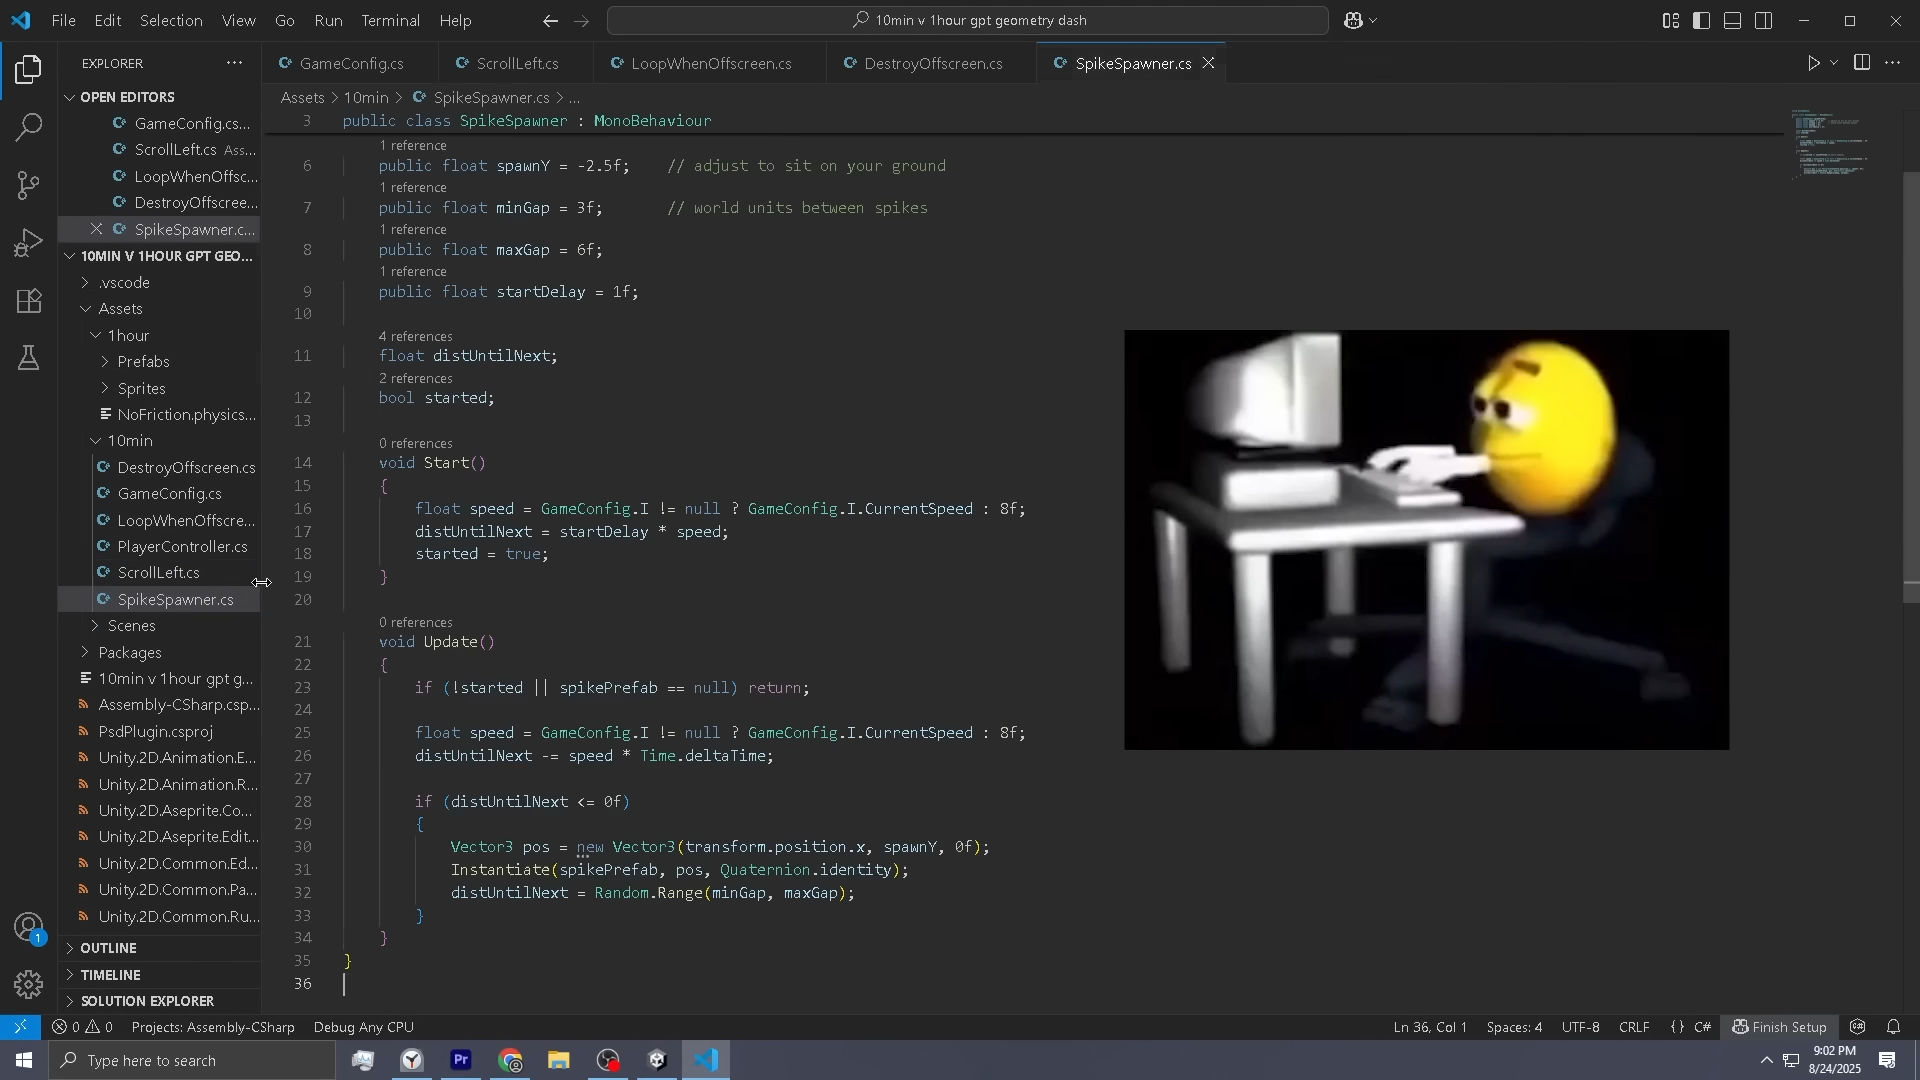 File Edit Selection View Go Run Terminal Help
10min v 1hour gpt geometry dash
EXPLORER
GameConfig.cs
ScrollLeft.cs
LoopWhenOffscreen.cs
DestroyOffscreen.cs
SpikeSpawner.cs
OPEN EDITORS
GameConfig.cs...
ScrollLeft.cs Ass...
LoopWhenOffsc...
DestroyOffscree...
SpikeSpawner.c...
10MIN V 1HOUR GPT GEO...
.vscode
Assets
1hour
Prefabs
Sprites
NoFriction.physics...
10min
DestroyOffscreen.cs
GameConfig.cs
LoopWhenOffscre...
PlayerController.cs
ScrollLeft.cs
SpikeSpawner.cs
Scenes
Packages
10min v 1hour gpt g...
Assembly-CSharp.csp...
PsdPlugin.csproj
Unity.2D.Animation.E...
Unity.2D.Animation.R...
Unity.2D.Aseprite.Co...
Unity.2D.Aseprite.Edit...
Unity.2D.Common.Ed...
Unity.2D.Common.Pa...
Unity.2D.Common.Ru...
OUTLINE
TIMELINE
SOLUTION EXPLORER
1
Assets > 10min > SpikeSpawner.cs > ...
3 public class SpikeSpawner : MonoBehaviour
1 reference
6 public float spawnY = -2.5f; // adjust to sit on your ground
1 reference
7 public float minGap = 3f; // world units between spikes
1 reference
8 public float maxGap = 6f;
1 reference
9 public float startDelay = 1f;
10
4 references
11 float distUntilNext;
2 references
12 bool started;
13
0 references
14 void Start()
15 {
16 float speed = GameConfig.I != null ? GameConfig.I.CurrentSpeed : 8f;
17 distUntilNext = startDelay * speed;
18 started = true;
19 }
20
0 references
21 void Update()
22 {
23 if (!started || spikePrefab == null) return;
24
25 float speed = GameConfig.I != null ? GameConfig.I.CurrentSpeed : 8f;
26 distUntilNext -= speed * Time.deltaTime;
27
28 if (distUntilNext <= 0f)
29 {
30 Vector3 pos = new Vector3(transform.position.x, spawnY, 0f);
31 Instantiate(spikePrefab, pos, Quaternion.identity);
32 distUntilNext = Random.Range(minGap, maxGap);
33 }
34 }
35 }
36
0 0 Projects: Assembly-CSharp Debug Any CPU
Ln 36, Col 1 Spaces: 4 UTF-8 CRLF {} C# Finish Setup
Type here to search
Pr
9:02 PM
8/24/2025